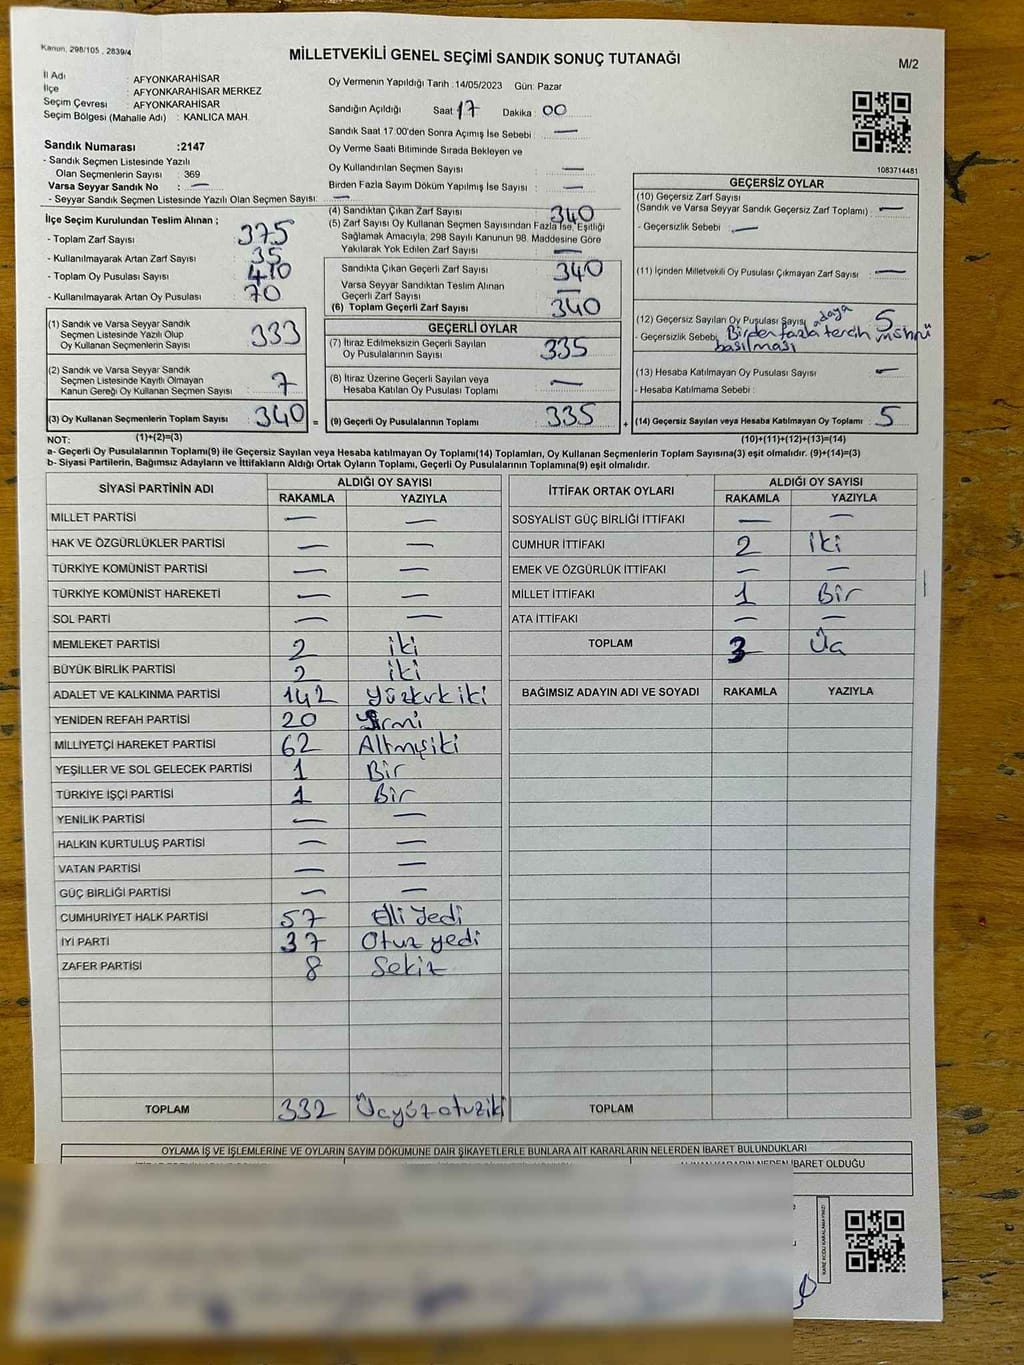 Kanun, 298/105 , 2839/4
MİLLETVEKİLİ GENEL SEÇİMİ SANDIK SONUÇ TUTANAĞI
M/2
İl Adı : AFYONKARAHİSAR
İlçe : AFYONKARAHİSAR MERKEZ
Seçim Çevresi : AFYONKARAHİSAR
Seçim Bölgesi (Mahalle Adı) : KANLICA MAH.
Sandık Numarası :2147
- Sandık Seçmen Listesinde Yazılı
Olan Seçmenlerin Sayısı : 369
Varsa Seyyar Sandık No : —
- Seyyar Sandık Seçmen Listesinde Yazılı Olan Seçmen Sayısı: —
Oy Vermenin Yapıldığı Tarih :14/05/2023 Gün: Pazar
Sandığın Açıldığı Saat 17 Dakika : 00
Sandık Saat 17:00'den Sonra Açımış İse Sebebi : —
Oy Verme Saati Bitiminde Sırada Bekleyen ve
Oy Kullandırılan Seçmen Sayısı : —
Birden Fazla Sayım Döküm Yapılmış İse Sayısı : —
1083714481
İlçe Seçim Kurulundan Teslim Alınan ;
- Toplam Zarf Sayısı : 375
- Kullanılmayarak Artan Zarf Sayısı : 35
- Toplam Oy Pusulası Sayısı : 410
- Kullanılmayarak Artan Oy Pusulası : 70
(1) Sandık ve Varsa Seyyar Sandık
Seçmen Listesinde Yazılı Olup
Oy Kullanan Seçmenlerin Sayısı : 333
(2) Sandık ve Varsa Seyyar Sandık
Seçmen Listesinde Kayıtlı Olmayan
Kanun Gereği Oy Kullanan Seçmen Sayısı : 7
(3) Oy Kullanan Seçmenlerin Toplam Sayısı : 340 =
(4) Sandıktan Çıkan Zarf Sayısı : 340
(5) Zarf Sayısı Oy Kullanan Seçmen Sayısından Fazla İse, Eşitliği
Sağlamak Amacıyla, 298 Sayılı Kanunun 98. Maddesine Göre
Yakılarak Yok Edilen Zarf Sayısı : —
Sandıkta Çıkan Geçerli Zarf Sayısı : 340
Varsa Seyyar Sandıktan Teslim Alınan
Geçerli Zarf Sayısı : —
(6) Toplam Geçerli Zarf Sayısı : 340
GEÇERLİ OYLAR
(7) İtiraz Edilmeksizin Geçerli Sayılan
Oy Pusulalarının Sayısı : 335
(8) İtiraz Üzerine Geçerli Sayılan veya
Hesaba Katılan Oy Pusulası Toplamı : —
(9) Geçerli Oy Pusulalarının Toplamı : 335 +
GEÇERSİZ OYLAR
(10) Geçersiz Zarf Sayısı
(Sandık ve Varsa Seyyar Sandık Geçersiz Zarf Toplamı) : —
- Geçersizlik Sebebi : —
(11) İçinden Milletvekili Oy Pusulası Çıkmayan Zarf Sayısı : —
(12) Geçersiz Sayılan Oy Pusulası Sayısı : 5
- Geçersizlik Sebebi : Birden fazla adaya tercih mührü
basılması
(13) Hesaba Katılmayan Oy Pusulası Sayısı : —
- Hesaba Katılmama Sebebi :
(14) Geçersiz Sayılan veya Hesaba Katılmayan Oy Toplamı : 5
NOT: (1)+(2)=(3) (10)+(11)+(12)+(13)=(14)
a- Geçerli Oy Pusulalarının Toplamı(9) ile Geçersiz Sayılan veya Hesaba katılmayan Oy Toplamı(14) Toplamları, Oy Kullanan Seçmenlerin Toplam Sayısına(3) eşit olmalıdır. (9)+(14)=(3)
b- Siyasi Partilerin, Bağımsız Adayların ve İttifakların Aldığı Ortak Oyların Toplamı, Geçerli Oy Pusulalarının Toplamına(9) eşit olmalıdır.
SİYASİ PARTİNİN ADI ALDIĞI OY SAYISI
RAKAMLA YAZIYLA
MİLLET PARTİSİ — —
HAK VE ÖZGÜRLÜKLER PARTİSİ — —
TÜRKİYE KOMÜNİST PARTİSİ — —
TÜRKİYE KOMÜNİST HAREKETİ — —
SOL PARTİ — —
MEMLEKET PARTİSİ 2 iki
BÜYÜK BİRLİK PARTİSİ 2 iki
ADALET VE KALKINMA PARTİSİ 142 yüzkırkiki
YENİDEN REFAH PARTİSİ 20 yirmi
MİLLİYETÇİ HAREKET PARTİSİ 62 Altmışiki
YEŞİLLER VE SOL GELECEK PARTİSİ 1 Bir
TÜRKİYE İŞÇİ PARTİSİ 1 Bir
YENİLİK PARTİSİ — —
HALKIN KURTULUŞ PARTİSİ — —
VATAN PARTİSİ — —
GÜÇ BİRLİĞİ PARTİSİ — —
CUMHURİYET HALK PARTİSİ 57 Elli yedi
İYİ PARTİ 37 Otuz yedi
ZAFER PARTİSİ 8 Sekiz
TOPLAM 332 Üçyüzotuziki
İTTİFAK ORTAK OYLARI ALDIĞI OY SAYISI
RAKAMLA YAZIYLA
SOSYALİST GÜÇ BİRLİĞİ İTTİFAKI — —
CUMHUR İTTİFAKI 2 iki
EMEK VE ÖZGÜRLÜK İTTİFAKI — —
MİLLET İTTİFAKI 1 Bir
ATA İTTİFAKI — —
TOPLAM 3 Üç
BAĞIMSIZ ADAYIN ADI VE SOYADI RAKAMLA YAZIYLA
TOPLAM
OYLAMA İŞ VE İŞLEMLERİNE VE OYLARIN SAYIM DÖKÜMÜNE DAİR ŞİKAYETLERLE BUNLARA AİT KARARLARIN NELERDEN İBARET BULUNDUKLARI
ALINAN KARARIN NEDEN İBARET OLDUĞU
KARE KODU KARALAMAYINIZ!